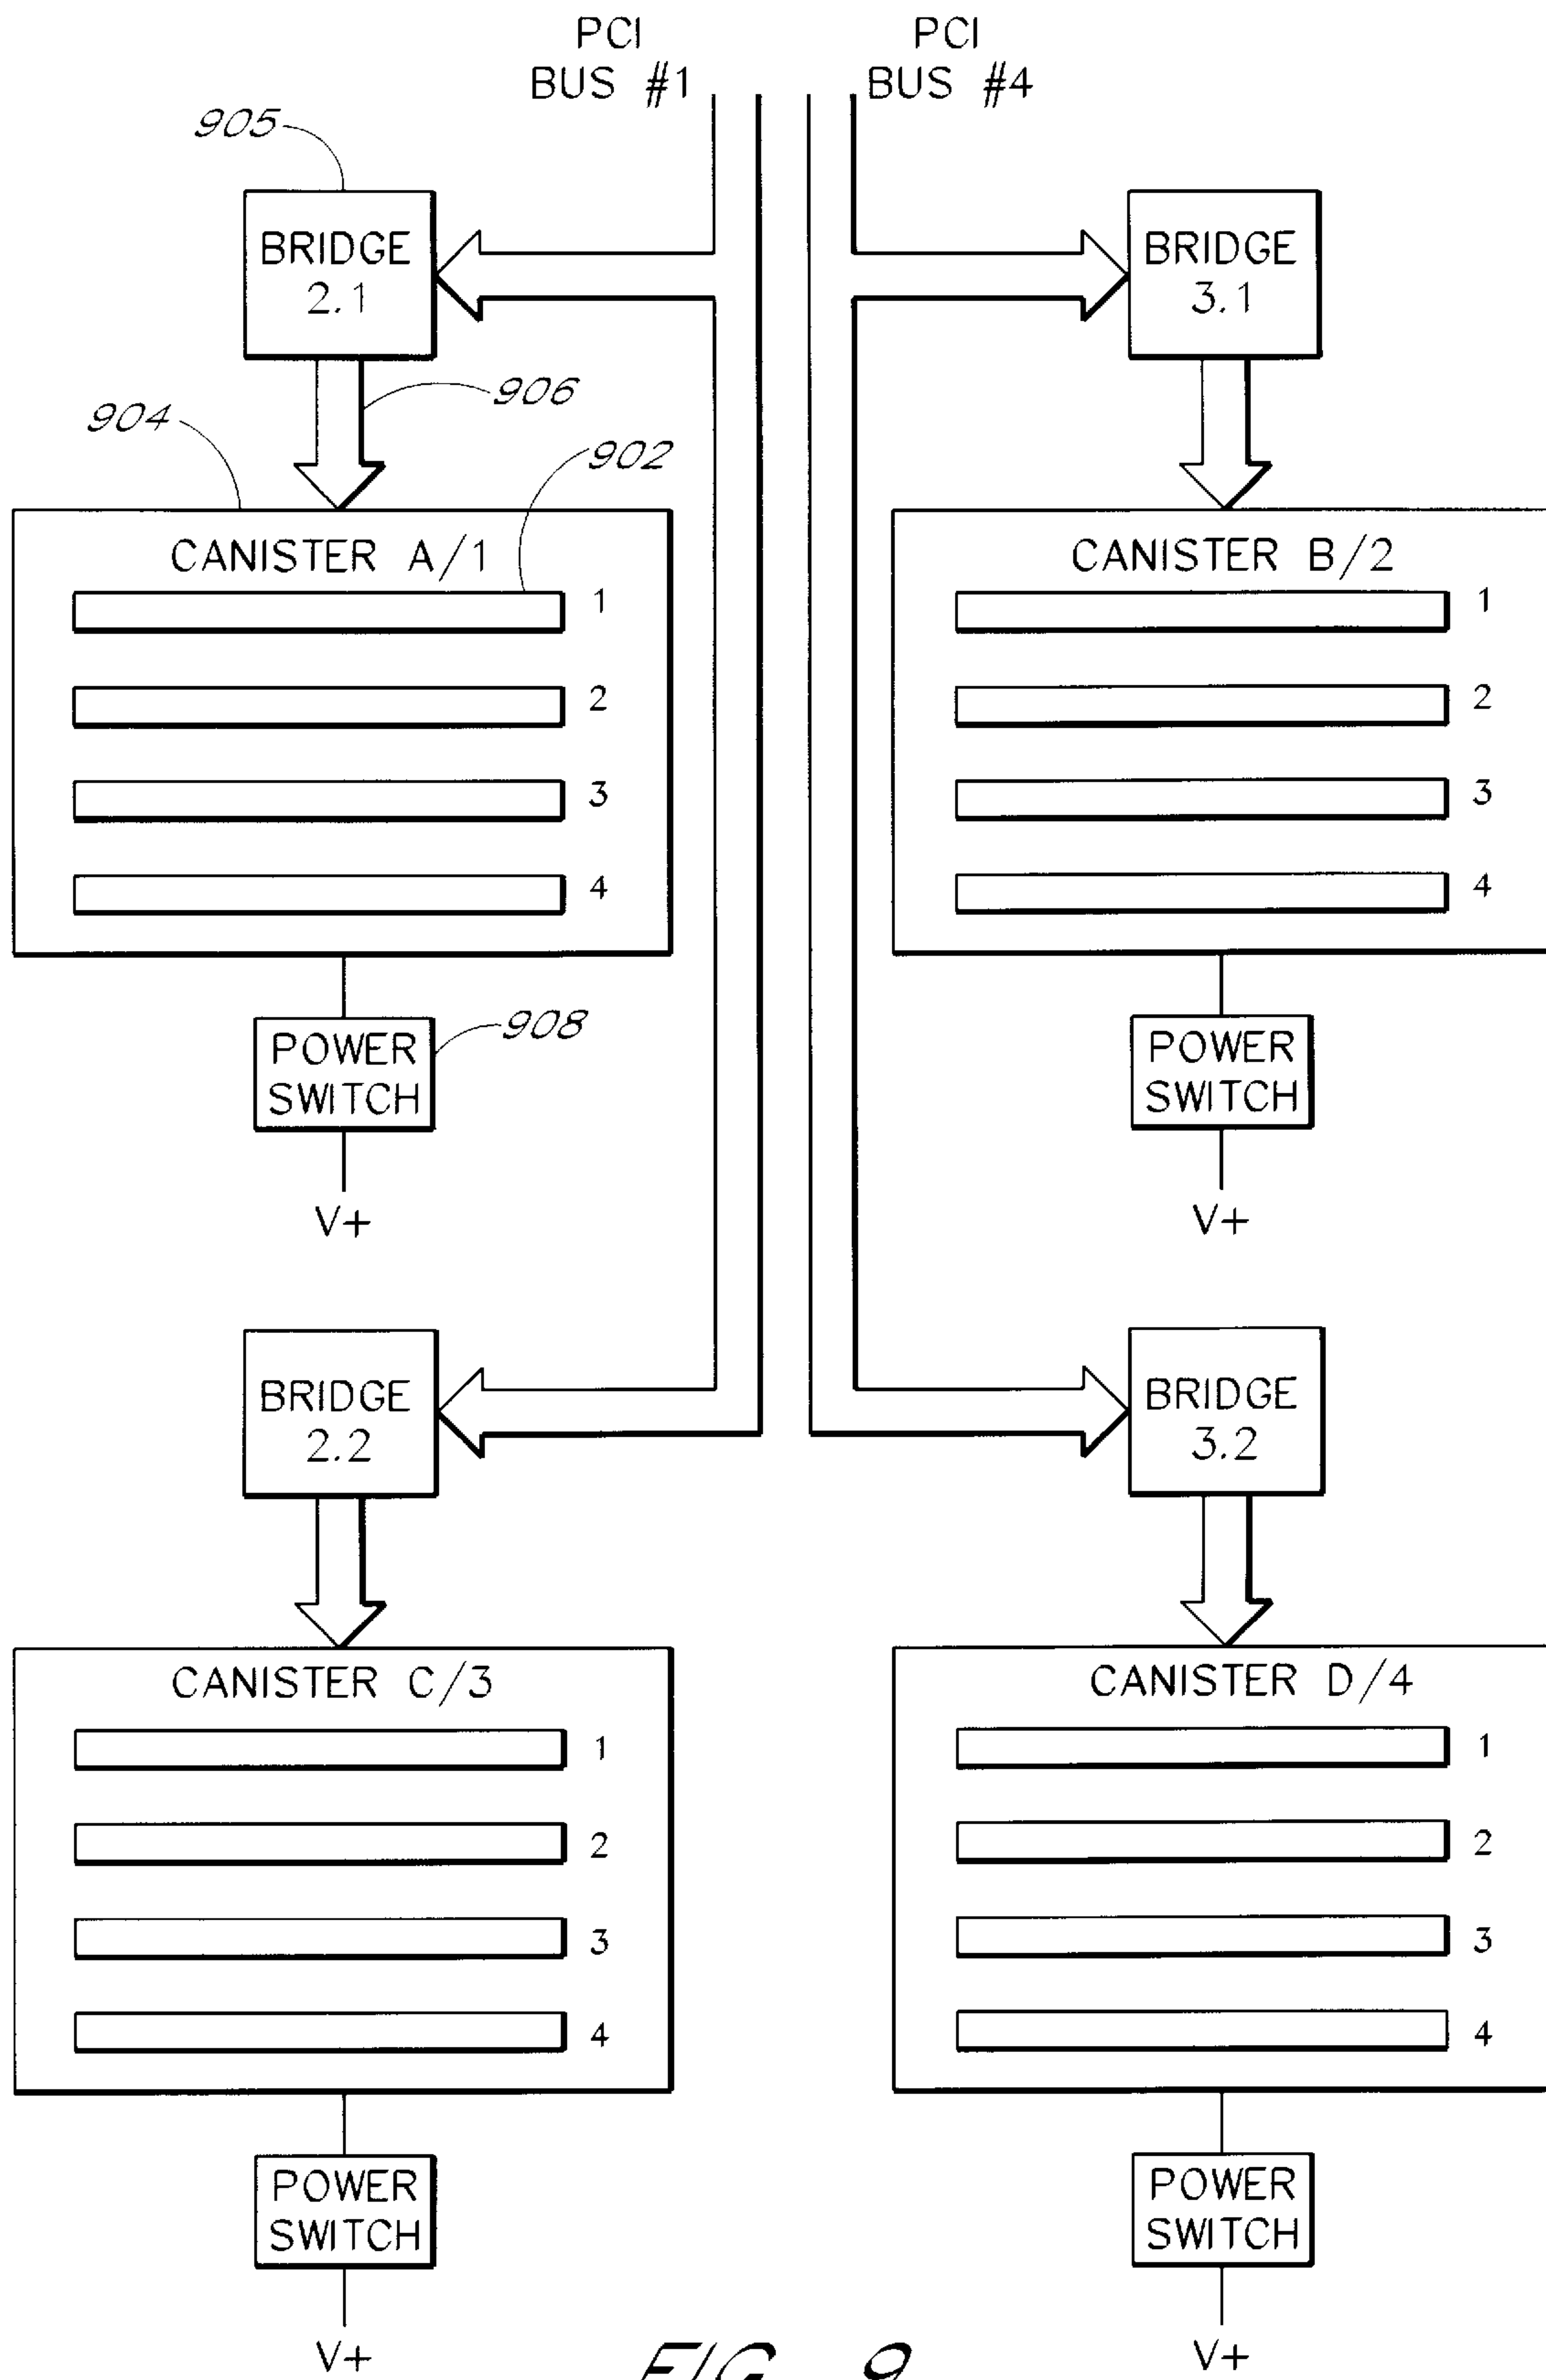 PCI
BUS #1
PCI
BUS #4
905
BRIDGE
2.1
BRIDGE
3.1
906
904
902
CANISTER A/1
1
2
3
4
CANISTER B/2
1
2
3
4
POWER
SWITCH
908
V+
POWER
SWITCH
V+
BRIDGE
2.2
BRIDGE
3.2
CANISTER C/3
1
2
3
4
CANISTER D/4
1
2
3
4
POWER
SWITCH
V+
POWER
SWITCH
V+
FIG. 9